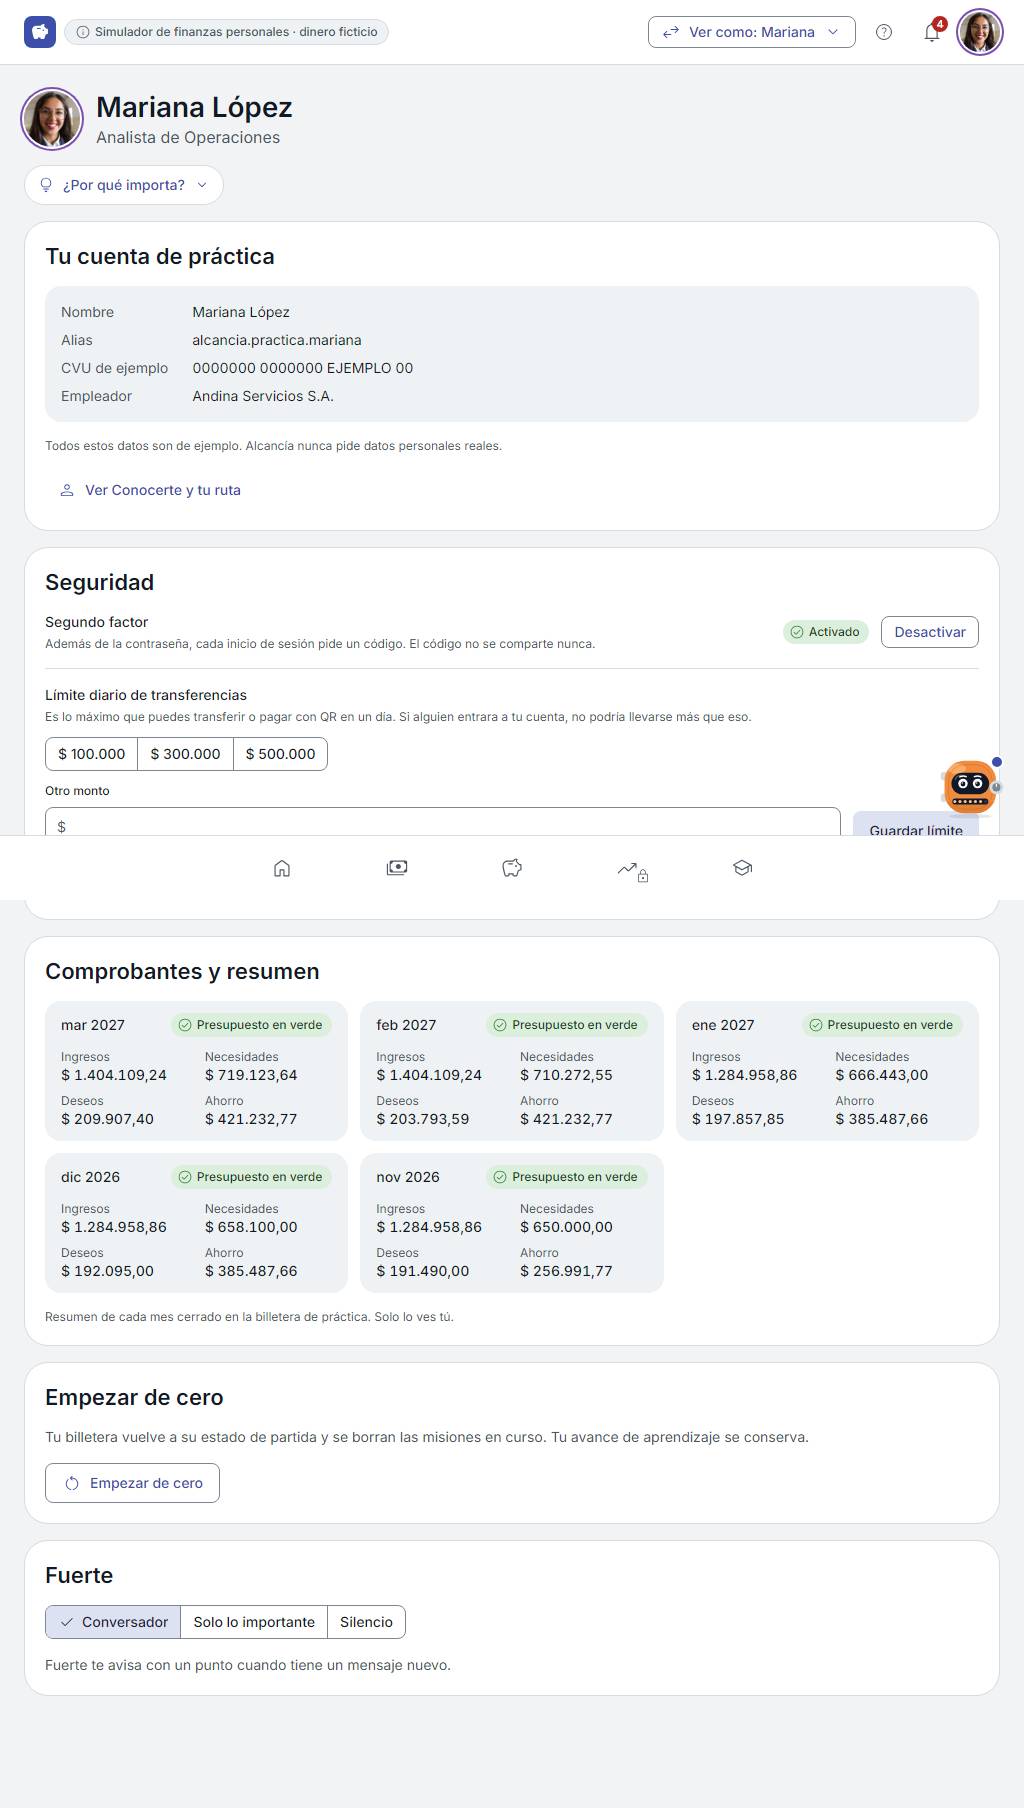 Simulador de finanzas personales · dinero ficticio
Ver como: Mariana
4
Mariana López
Analista de Operaciones
¿Por qué importa?
Tu cuenta de práctica
Nombre Mariana López
Alias alcancia.practica.mariana
CVU de ejemplo 0000000 0000000 EJEMPLO 00
Empleador Andina Servicios S.A.
Todos estos datos son de ejemplo. Alcancía nunca pide datos personales reales.
Ver Conocerte y tu ruta
Seguridad
Segundo factor
Además de la contraseña, cada inicio de sesión pide un código. El código no se comparte nunca.
Activado
Desactivar
Límite diario de transferencias
Es lo máximo que puedes transferir o pagar con QR en un día. Si alguien entrara a tu cuenta, no podría llevarse más que eso.
$ 100.000 $ 300.000 $ 500.000
Otro monto
$
Guardar límite
Comprobantes y resumen
mar 2027 Presupuesto en verde
Ingresos Necesidades
$ 1.404.109,24 $ 719.123,64
Deseos Ahorro
$ 209.907,40 $ 421.232,77
feb 2027 Presupuesto en verde
Ingresos Necesidades
$ 1.404.109,24 $ 710.272,55
Deseos Ahorro
$ 203.793,59 $ 421.232,77
ene 2027 Presupuesto en verde
Ingresos Necesidades
$ 1.284.958,86 $ 666.443,00
Deseos Ahorro
$ 197.857,85 $ 385.487,66
dic 2026 Presupuesto en verde
Ingresos Necesidades
$ 1.284.958,86 $ 658.100,00
Deseos Ahorro
$ 192.095,00 $ 385.487,66
nov 2026 Presupuesto en verde
Ingresos Necesidades
$ 1.284.958,86 $ 650.000,00
Deseos Ahorro
$ 191.490,00 $ 256.991,77
Resumen de cada mes cerrado en la billetera de práctica. Solo lo ves tú.
Empezar de cero
Tu billetera vuelve a su estado de partida y se borran las misiones en curso. Tu avance de aprendizaje se conserva.
Empezar de cero
Fuerte
Conversador Solo lo importante Silencio
Fuerte te avisa con un punto cuando tiene un mensaje nuevo.